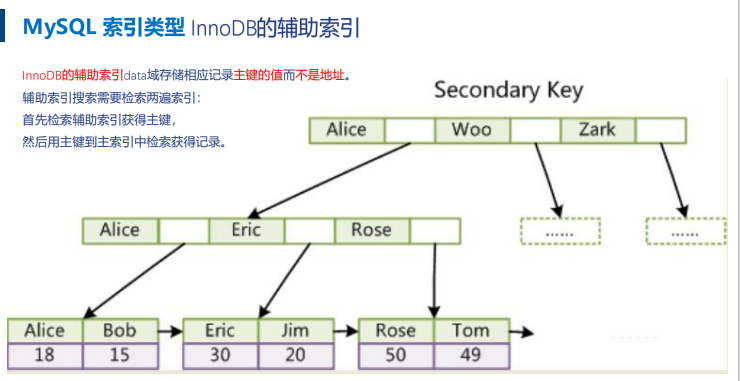 MySQL 索引类型 InnoDB的辅助索引
InnoDB的辅助索引data域存储相应记录主键的值而不是地址。
辅助索引搜索需要检索两遍索引：
首先检索辅助索引获得主键，
然后用主键到主索引中检索获得记录。
Secondary Key
Alice Woo Zark
Alice Eric Rose
...... ......
Alice Bob Eric Jim Rose Tom
18 15 30 20 50 49
......